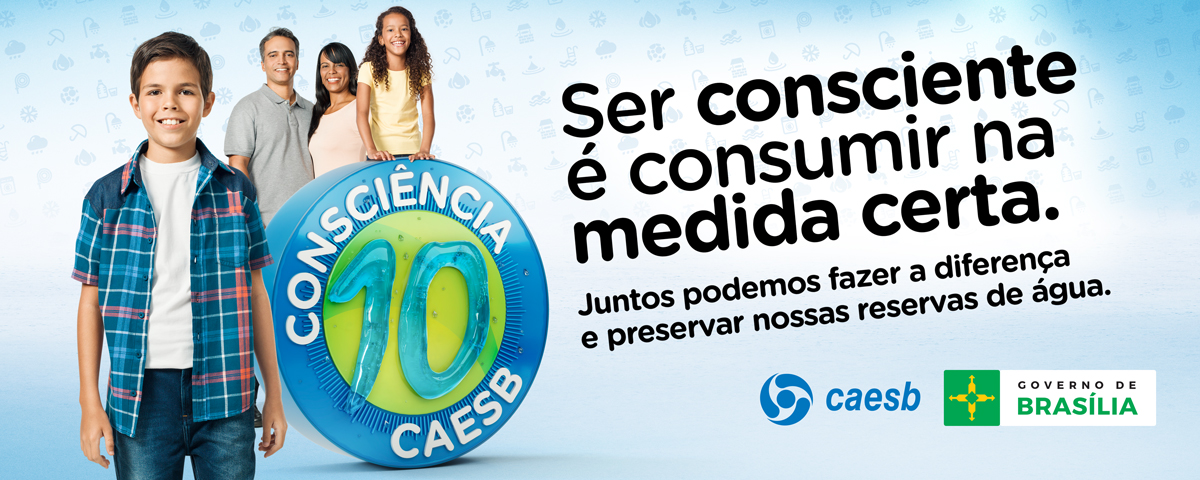 CONSCIÊNCIA
10
CAESB
Ser consciente
é consumir na
medida certa.
Juntos podemos fazer a diferença
e preservar nossas reservas de água.
caesb
GOVERNO DE
BRASÍLIA